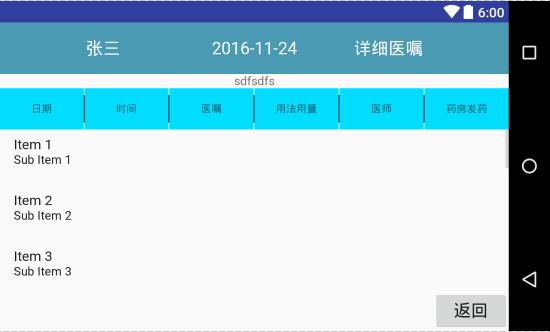 6:00
张三 2016-11-24 详细医嘱
sdfsdfs
日期 时间 医嘱 用法用量 医师 药房发药
Item 1
Sub Item 1
Item 2
Sub Item 2
Item 3
Sub Item 3
返回